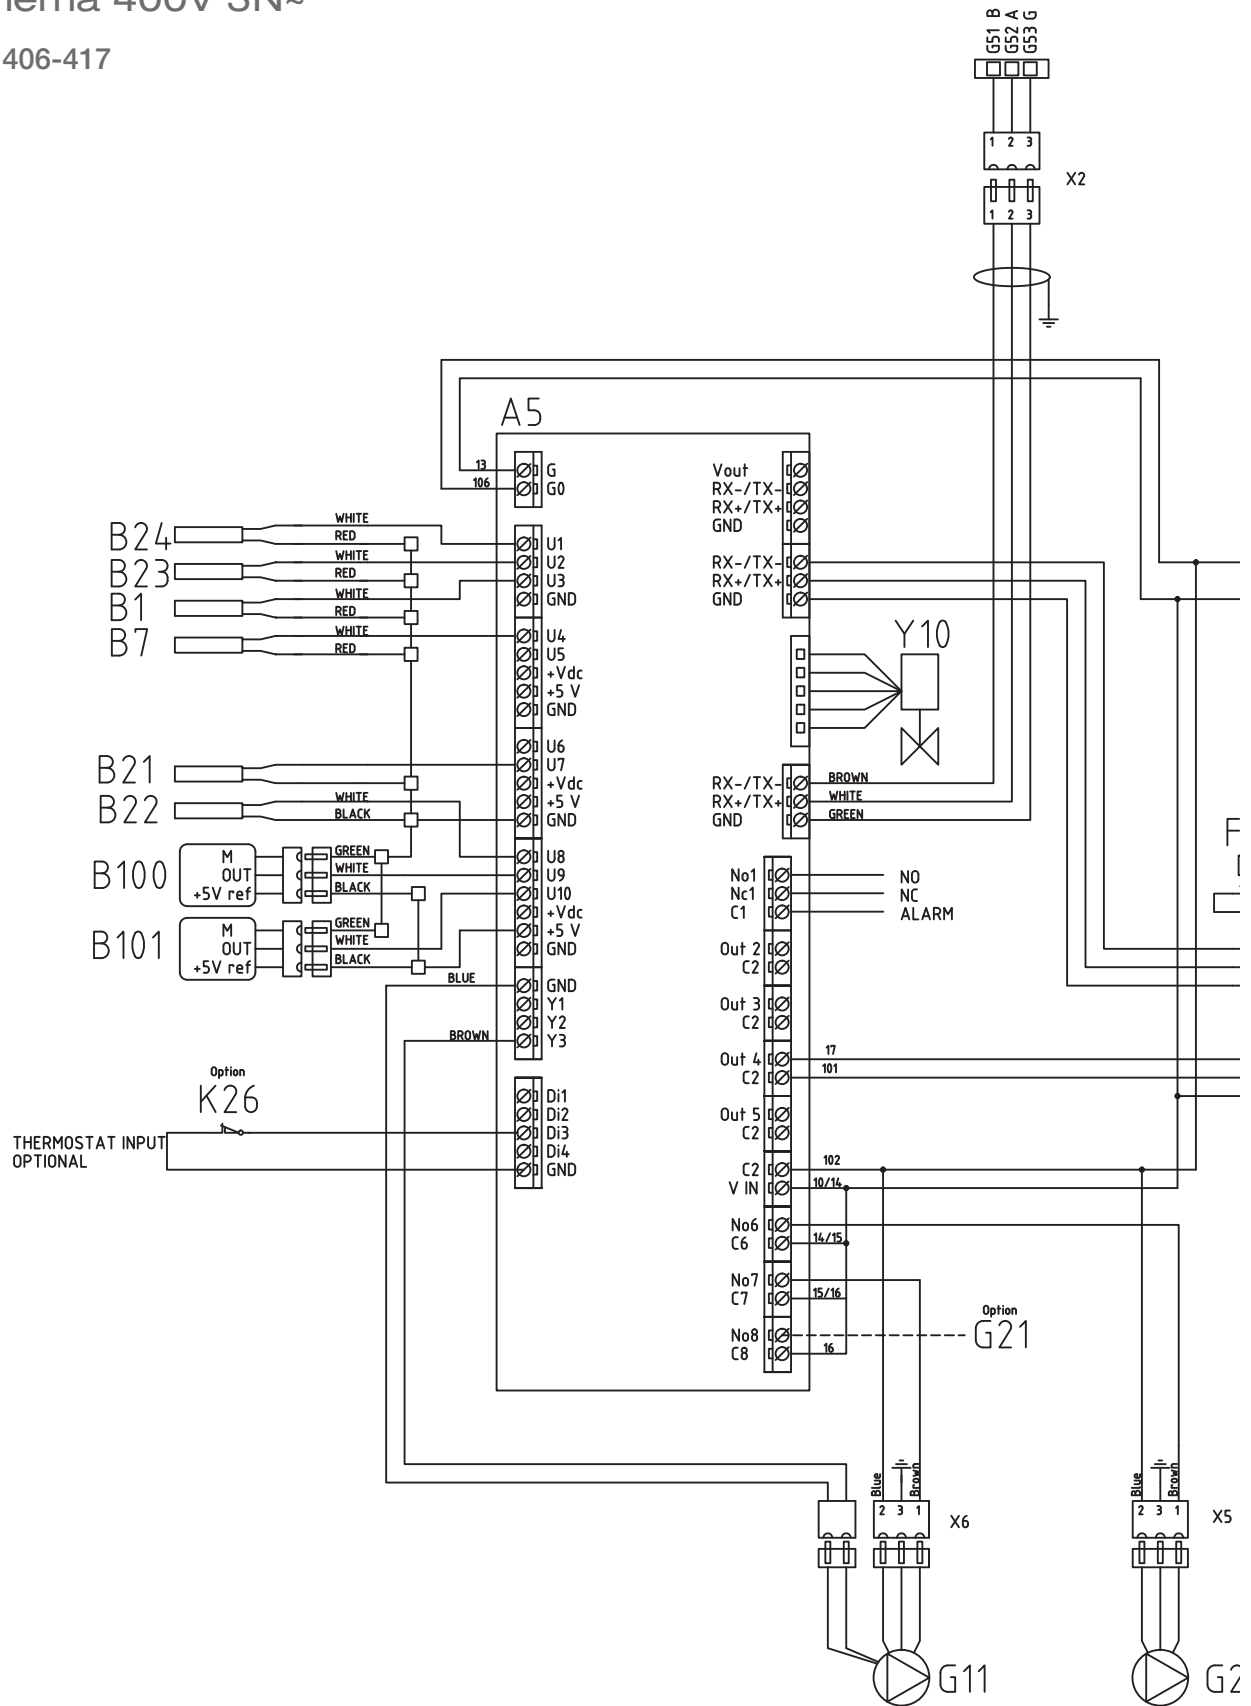 400V 3N~
406-417
G51 B
G52 A
G53 G
1 2 3
X2
1 2 3
A5
13
G
106
G0
Vout
RX-/TX-
RX+/TX+
GND
B24
WHITE
RED
B23
WHITE
RED
B1
WHITE
RED
B7
WHITE
RED
U1
U2
U3
GND
U4
U5
+Vdc
+5 V
GND
RX-/TX-
RX+/TX+
GND
Y10
B21
B22
WHITE
BLACK
U6
U7
+Vdc
+5 V
GND
RX-/TX-
RX+/TX+
GND
BROWN
WHITE
GREEN
B100
M
OUT
+5V ref
GREEN
WHITE
BLACK
B101
M
OUT
+5V ref
GREEN
WHITE
BLACK
U8
U9
U10
+Vdc
+5 V
GND
No1
Nc1
C1
NO
NC
ALARM
Out 2
C2
Out 3
C2
BLUE
BROWN
GND
Y1
Y2
Y3
Out 4
C2
17
101
Option
K26
THERMOSTAT INPUT
OPTIONAL
Di1
Di2
Di3
Di4
GND
Out 5
C2
C2
V IN
102
10/14
No6
C6
14/15
No7
C7
15/16
No8
C8
16
Option
G21
Blue
Brown
2 3 1
X6
Blue
Brown
2 3 1
X5
G11